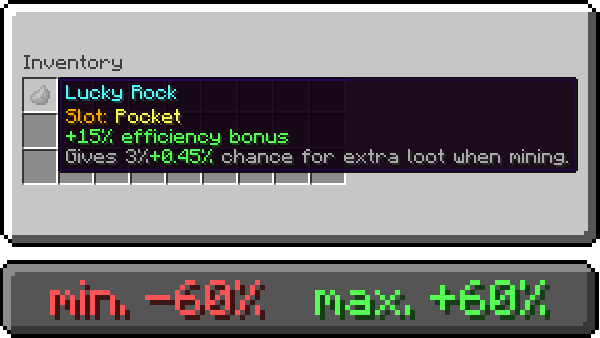 Inventory
Lucky Rock
Slot: Pocket
+15% efficiency bonus
Gives 3%+0.45% chance for extra loot when mining.
min. -60% max. +60%